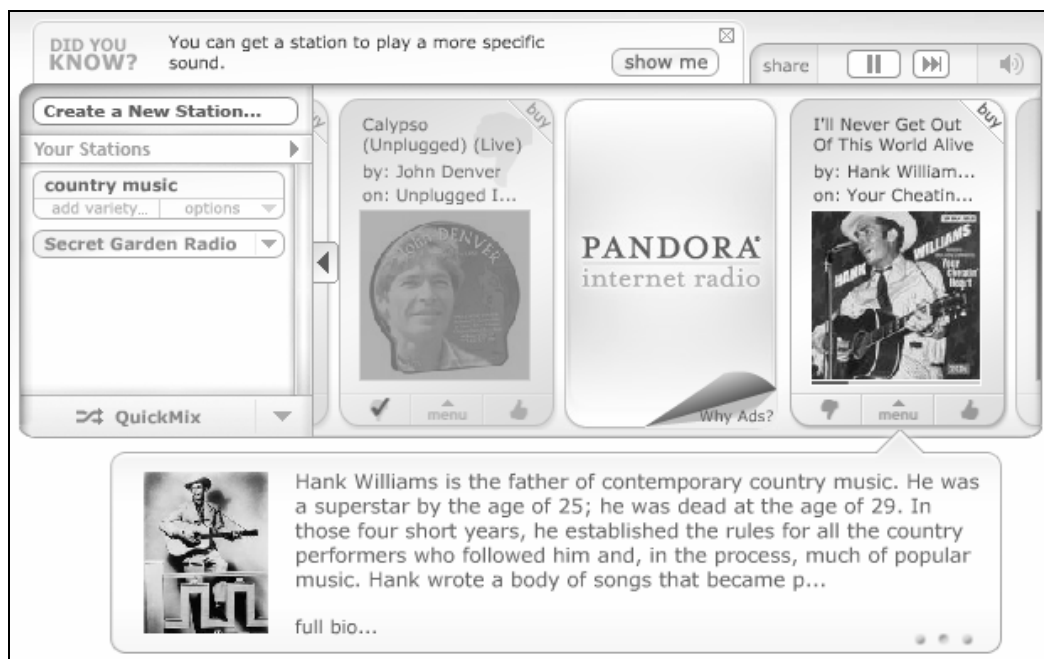 DID YOU
KNOW?
You can get a station to play a more specific
sound.
show me
share
Create a New Station...
Your Stations
country music
add variety... options
Secret Garden Radio
QuickMix
buy
Calypso
(Unplugged) (Live)
by: John Denver
on: Unplugged I...
John DENVER
menu
PANDORA®
internet radio
Why Ads?
buy
I'll Never Get Out
Of This World Alive
by: Hank William...
on: Your Cheatin...
HANK WILLIAMS
Your
Cheatin'
Heart
menu
Hank Williams is the father of contemporary country music. He was
a superstar by the age of 25; he was dead at the age of 29. In
those four short years, he established the rules for all the country
performers who followed him and, in the process, much of popular
music. Hank wrote a body of songs that became p...
full bio...